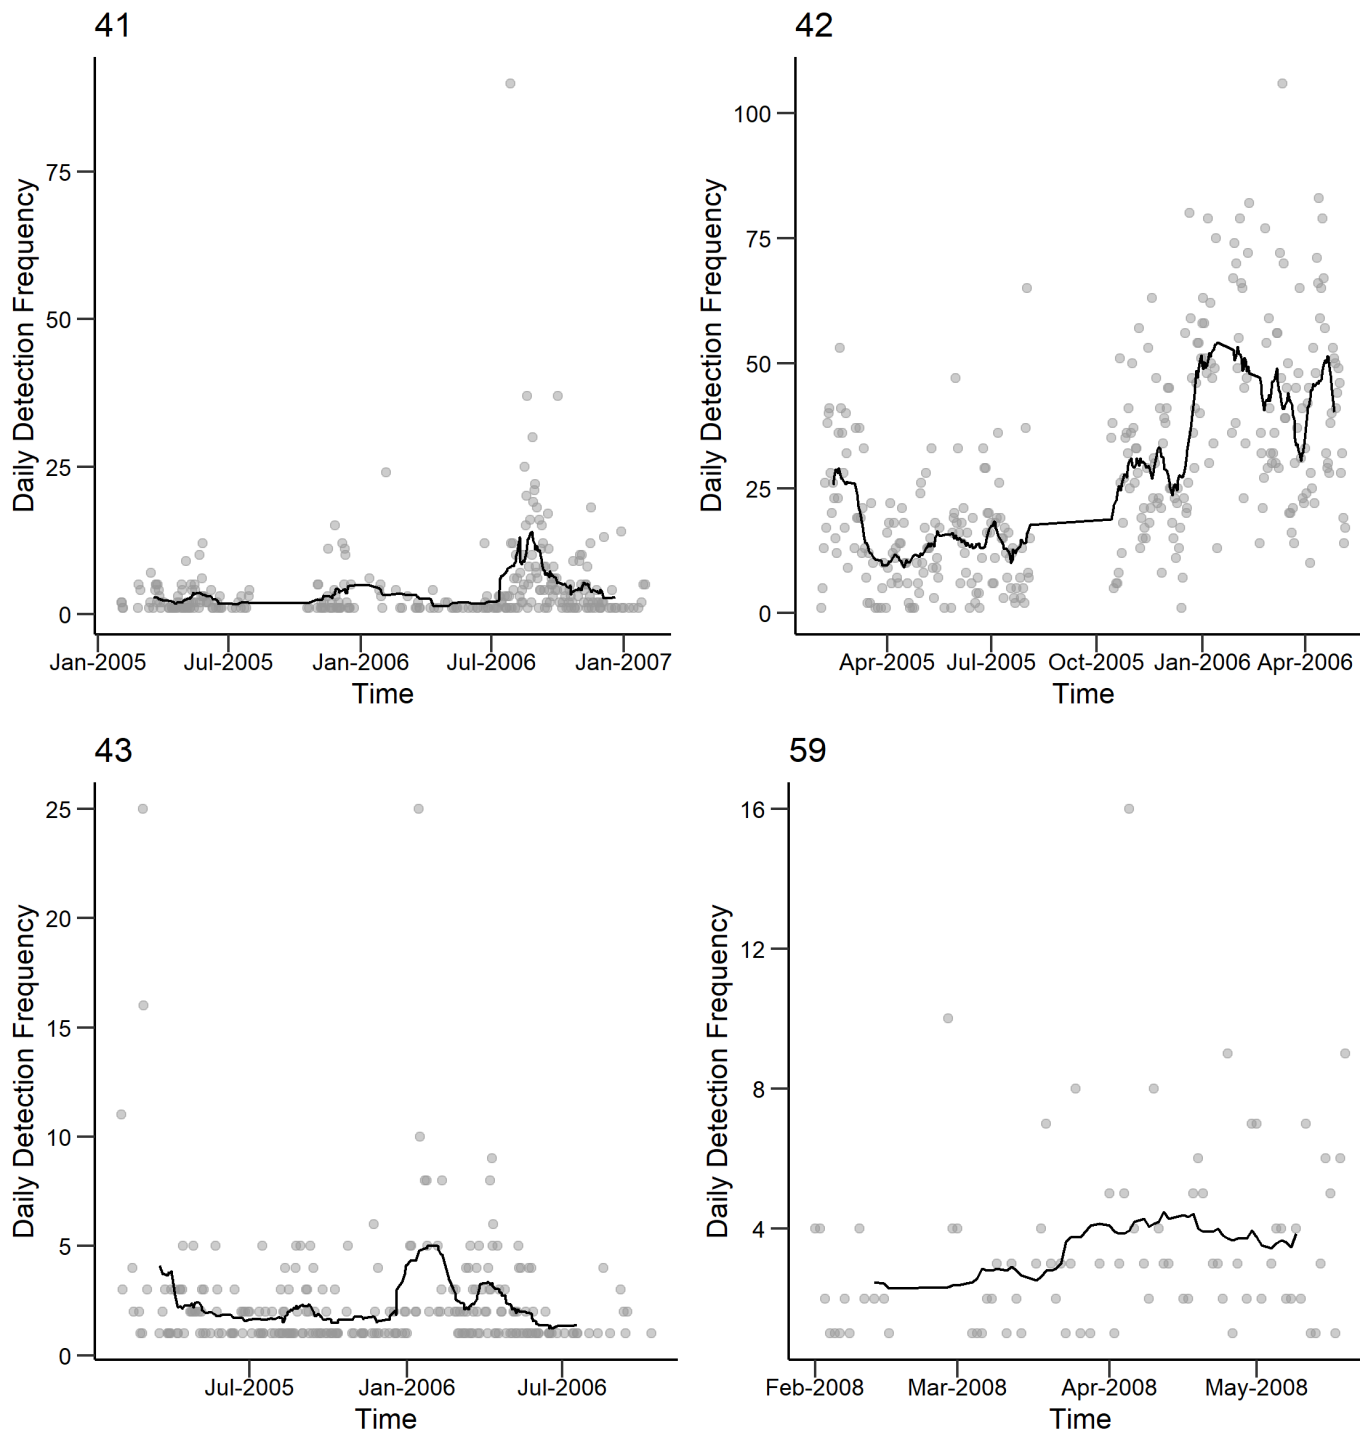 41
Daily Detection Frequency
75
50
25
0
Jan-2005 Jul-2005 Jan-2006 Jul-2006 Jan-2007
Time
42
Daily Detection Frequency
100
75
50
25
0
Apr-2005 Jul-2005 Oct-2005 Jan-2006 Apr-2006
Time
43
Daily Detection Frequency
25
20
15
10
5
0
Jul-2005 Jan-2006 Jul-2006
Time
59
Daily Detection Frequency
16
12
8
4
Feb-2008 Mar-2008 Apr-2008 May-2008
Time